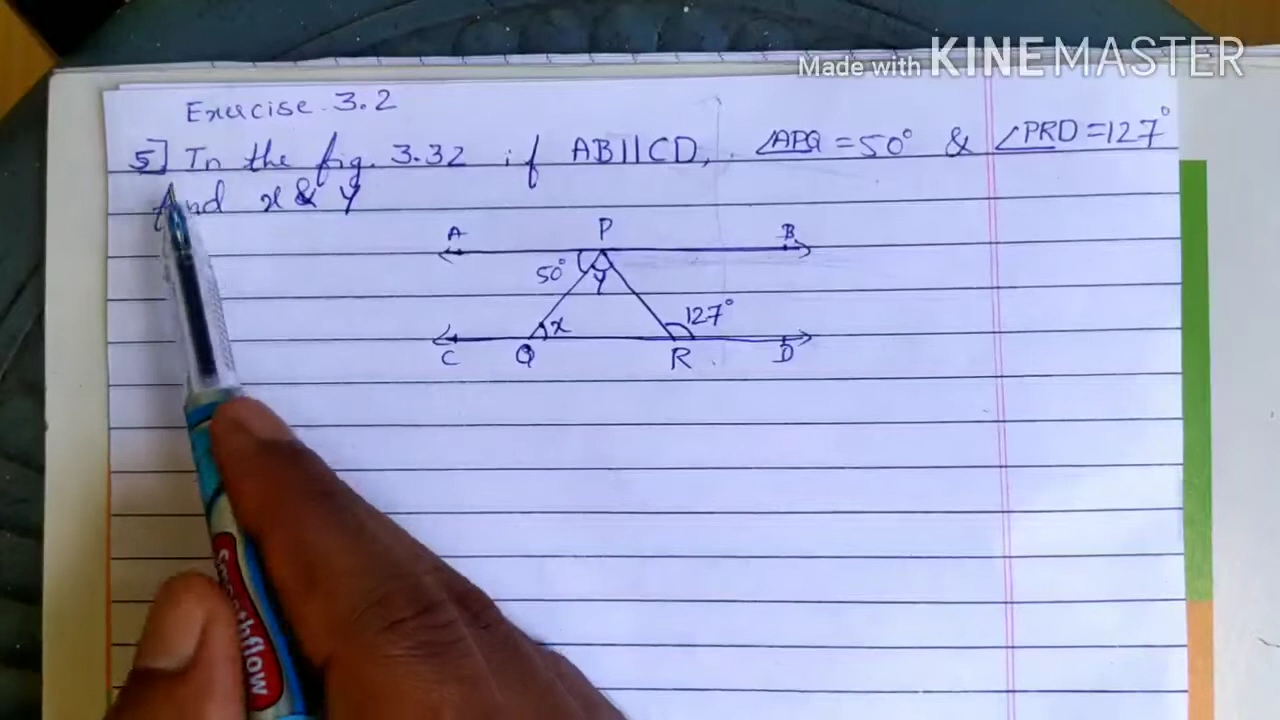 Made with KINEMASTER
Exercise 3.2
5] In the fig. 3.32 if AB||CD, ∠APQ = 50° & ∠PRD = 127°
find x & y
A P B
50° y
x 127°
C Q R D
Smoothflow